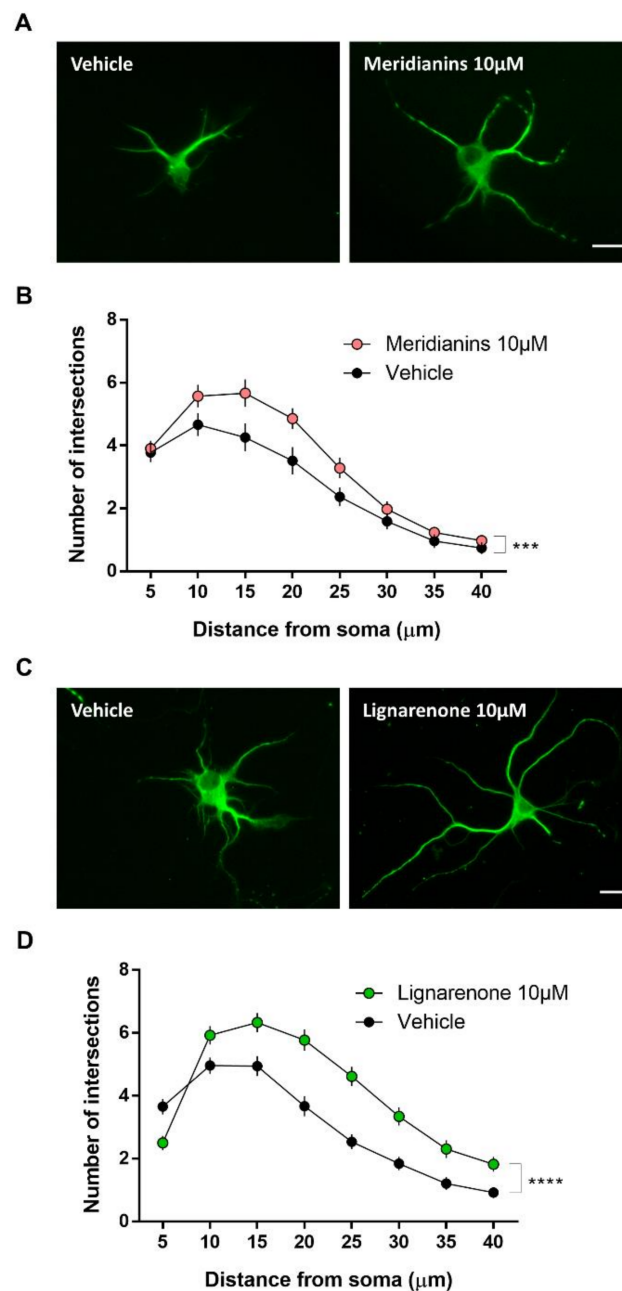 A
Vehicle
Meridianins 10µM
B
8
6
4
2
0
Number of intersections
Meridianins 10µM
Vehicle
***
5 10 15 20 25 30 35 40
Distance from soma (µm)
C
Vehicle
Lignarenone 10µM
D
8
6
4
2
0
Number of intersections
Lignarenone 10µM
Vehicle
****
5 10 15 20 25 30 35 40
Distance from soma (µm)